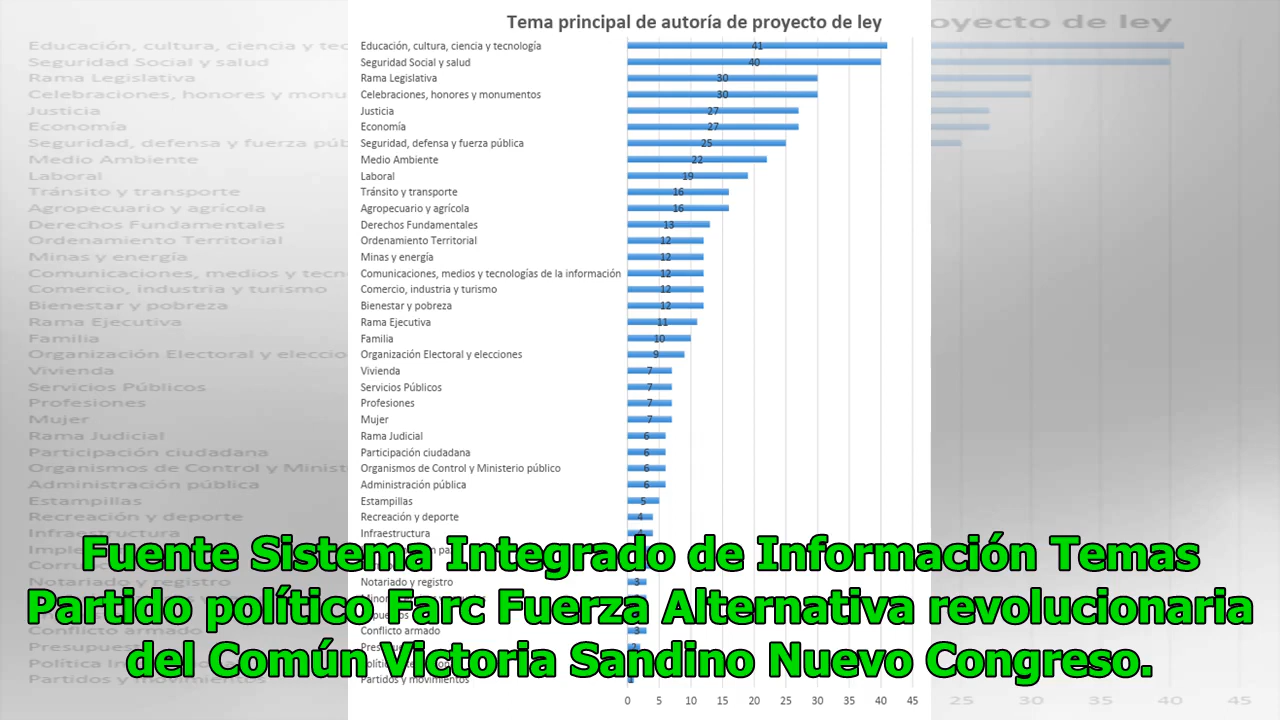 Tema principal de autoría de proyecto de ley
Educación, cultura, ciencia y tecnología 41
Seguridad Social y salud 40
Rama Legislativa 30
Celebraciones, honores y monumentos 30
Justicia 27
Economía 27
Seguridad, defensa y fuerza pública 25
Medio Ambiente 22
Laboral 19
Tránsito y transporte 16
Agropecuario y agrícola 16
Derechos Fundamentales 13
Ordenamiento Territorial 12
Minas y energía 12
Comunicaciones, medios y tecnologías de la información 12
Comercio, industria y turismo 12
Bienestar y pobreza 12
Rama Ejecutiva 11
Familia 10
Organización Electoral y elecciones 9
Vivienda 7
Servicios Públicos 7
Profesiones 7
Mujer 7
Rama Judicial 6
Participación ciudadana 6
Organismos de Control y Ministerio público 6
Administración pública 6
Estampillas 5
Recreación y deporte 4
Infraestructura
Fuente Sistema Integrado de Información Temas
Notariado y registro 3
Partido político Farc Fuerza Alternativa revolucionaria
Conflicto armado 3
del Común Victoria Sandino Nuevo Congreso.
Partidos y movimientos
0 5 10 15 20 25 30 35 40 45